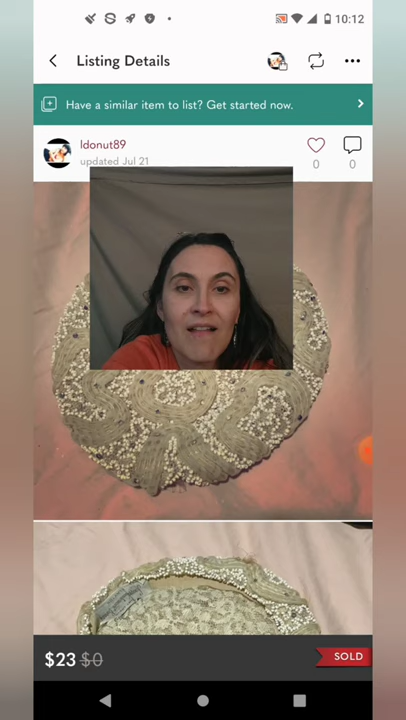 10:12
Listing Details
Have a similar item to list? Get started now.
ldonut89
updated Jul 21
0
0
$23 $0
SOLD